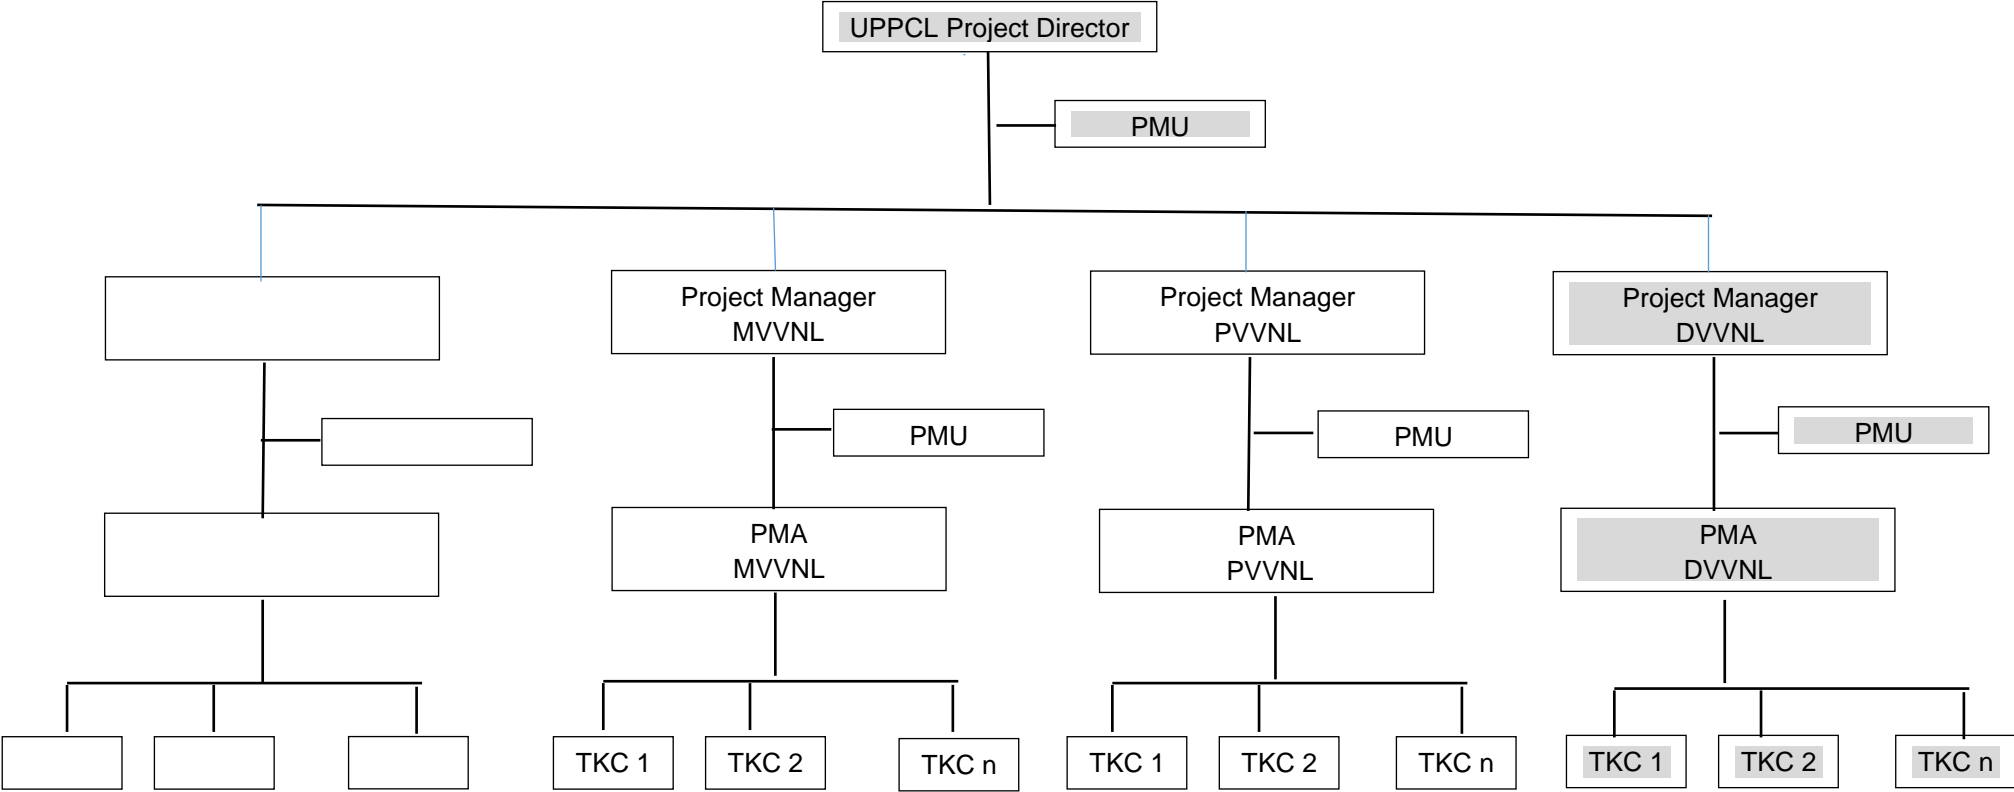 UPPCL Project Director
PMU
Project Manager
MVVNL
Project Manager
PVVNL
Project Manager
DVVNL
PMU
PMU
PMU
PMA
MVVNL
PMA
PVVNL
PMA
DVVNL
TKC 1
TKC 2
TKC n
TKC 1
TKC 2
TKC n
TKC 1
TKC 2
TKC n